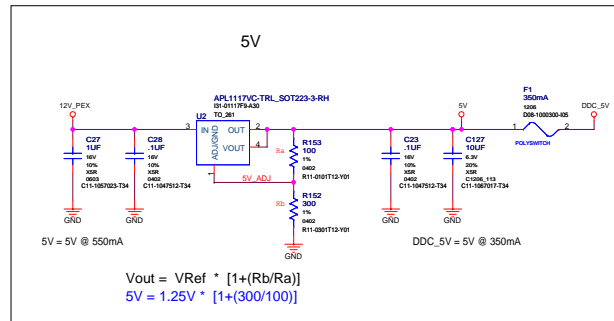 5V
APL1117VC-TRL_SOT223-3-RH
I31-01117F9-A30
TO_261
U2
12V_PEX
3
IN
OUT
2
VOUT
4
ADJ/GND
1
5V_ADJ
C27
1UF
16V
10%
X5R
0603
C11-1057023-T34
C28
.1UF
16V
10%
X5R
0402
C11-1047512-T34
Ra
R153
100
1%
0402
R11-0101T12-Y01
Rb
R152
300
1%
0402
R11-0301T12-Y01
C23
.1UF
16V
10%
X5R
0402
C11-1047512-T34
5V
C127
10UF
6.3V
20%
X5R
C1206_113
C11-1067017-T34
F1
350mA
1206
D08-1000300-I05
1
2
POLYSWITCH
DDC_5V
GND
GND
GND
GND
GND
5V = 5V @ 550mA
DDC_5V = 5V @ 350mA
Vout = VRef * [1+(Rb/Ra)]
5V = 1.25V * [1+(300/100)]